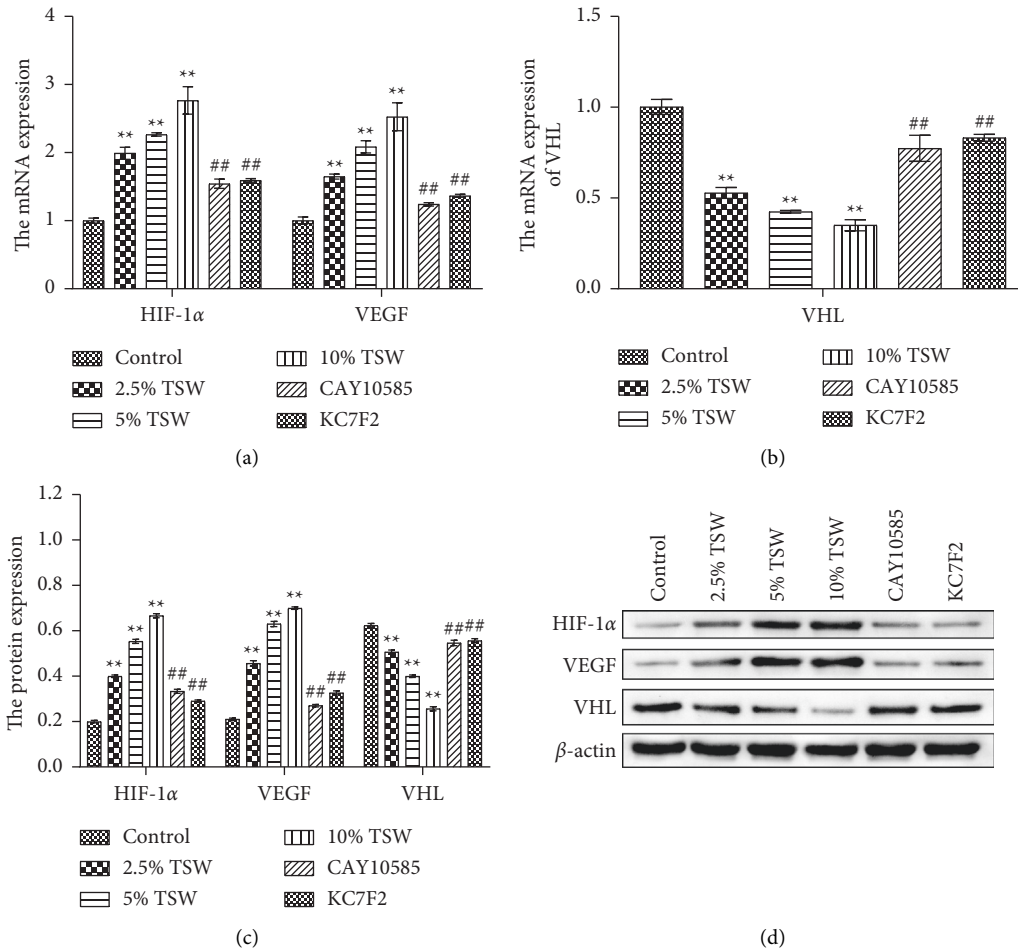 4
3
2
1
0
The mRNA expression
** ** ** ## ##
** ** ** ## ##
HIF-1α VEGF
Control 10% TSW
2.5% TSW CAY10585
5% TSW KC7F2
(a)
1.5
1.0
0.5
0.0
The mRNA expression
of VHL
** ** ** ## ##
VHL
Control 10% TSW
2.5% TSW CAY10585
5% TSW KC7F2
(b)
1.2
0.8
0.6
0.4
0.2
0.0
The protein expression
** ** ** ## ##
** ** ** ## ##
** ** ** ## ##
HIF-1α VEGF VHL
Control 10% TSW
2.5% TSW CAY10585
5% TSW KC7F2
(c)
Control
2.5% TSW
5% TSW
10% TSW
CAY10585
KC7F2
HIF-1α
VEGF
VHL
β-actin
(d)